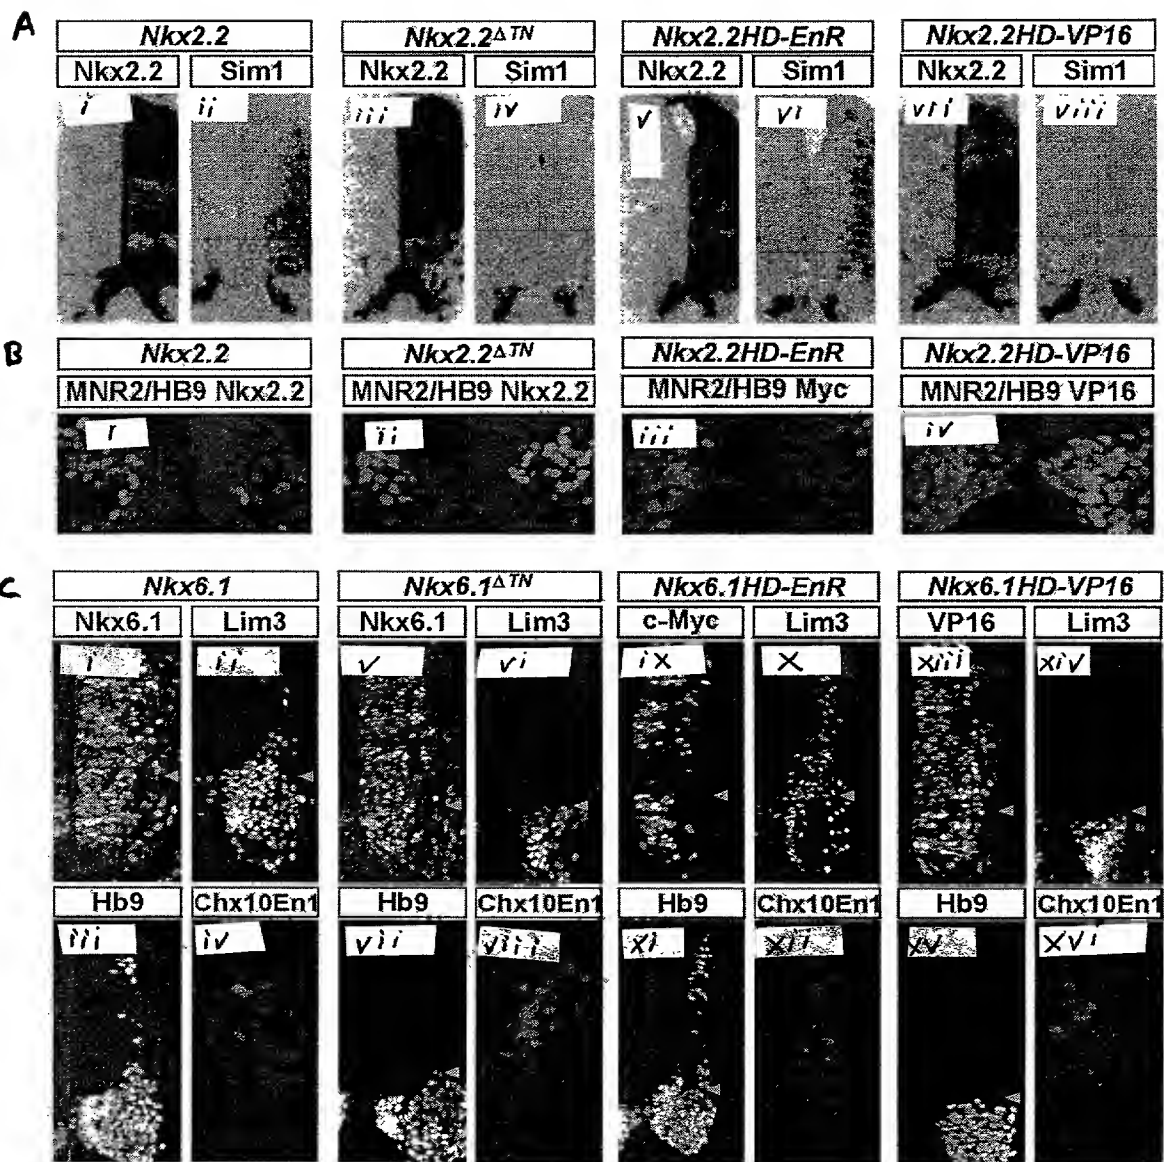 A
Nkx2.2 Nkx2.2ΔTN Nkx2.2HD-EnR Nkx2.2HD-VP16
Nkx2.2 Sim1 Nkx2.2 Sim1 Nkx2.2 Sim1 Nkx2.2 Sim1
i ii iii iv v vi vii viii
B
Nkx2.2 Nkx2.2ΔTN Nkx2.2HD-EnR Nkx2.2HD-VP16
MNR2/HB9 Nkx2.2 MNR2/HB9 Nkx2.2 MNR2/HB9 Myc MNR2/HB9 VP16
i ii iii iv
C
Nkx6.1 Nkx6.1ΔTN Nkx6.1HD-EnR Nkx6.1HD-VP16
Nkx6.1 Lim3 Nkx6.1 Lim3 c-Myc Lim3 VP16 Lim3
i ii v vi ix x xiii xiv
Hb9 Chx10En1 Hb9 Chx10En1 Hb9 Chx10En1 Hb9 Chx10En1
iii iv vii viii xi xii xv xvi